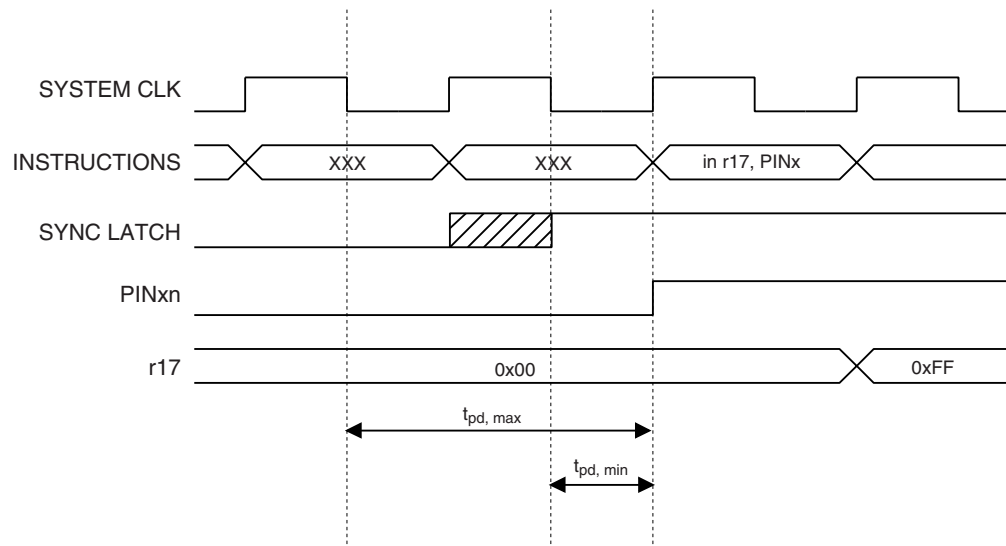 SYSTEM CLK
INSTRUCTIONS XXX XXX in r17, PINx
SYNC LATCH
PINxn
r17 0x00 0xFF
tpd, max
tpd, min